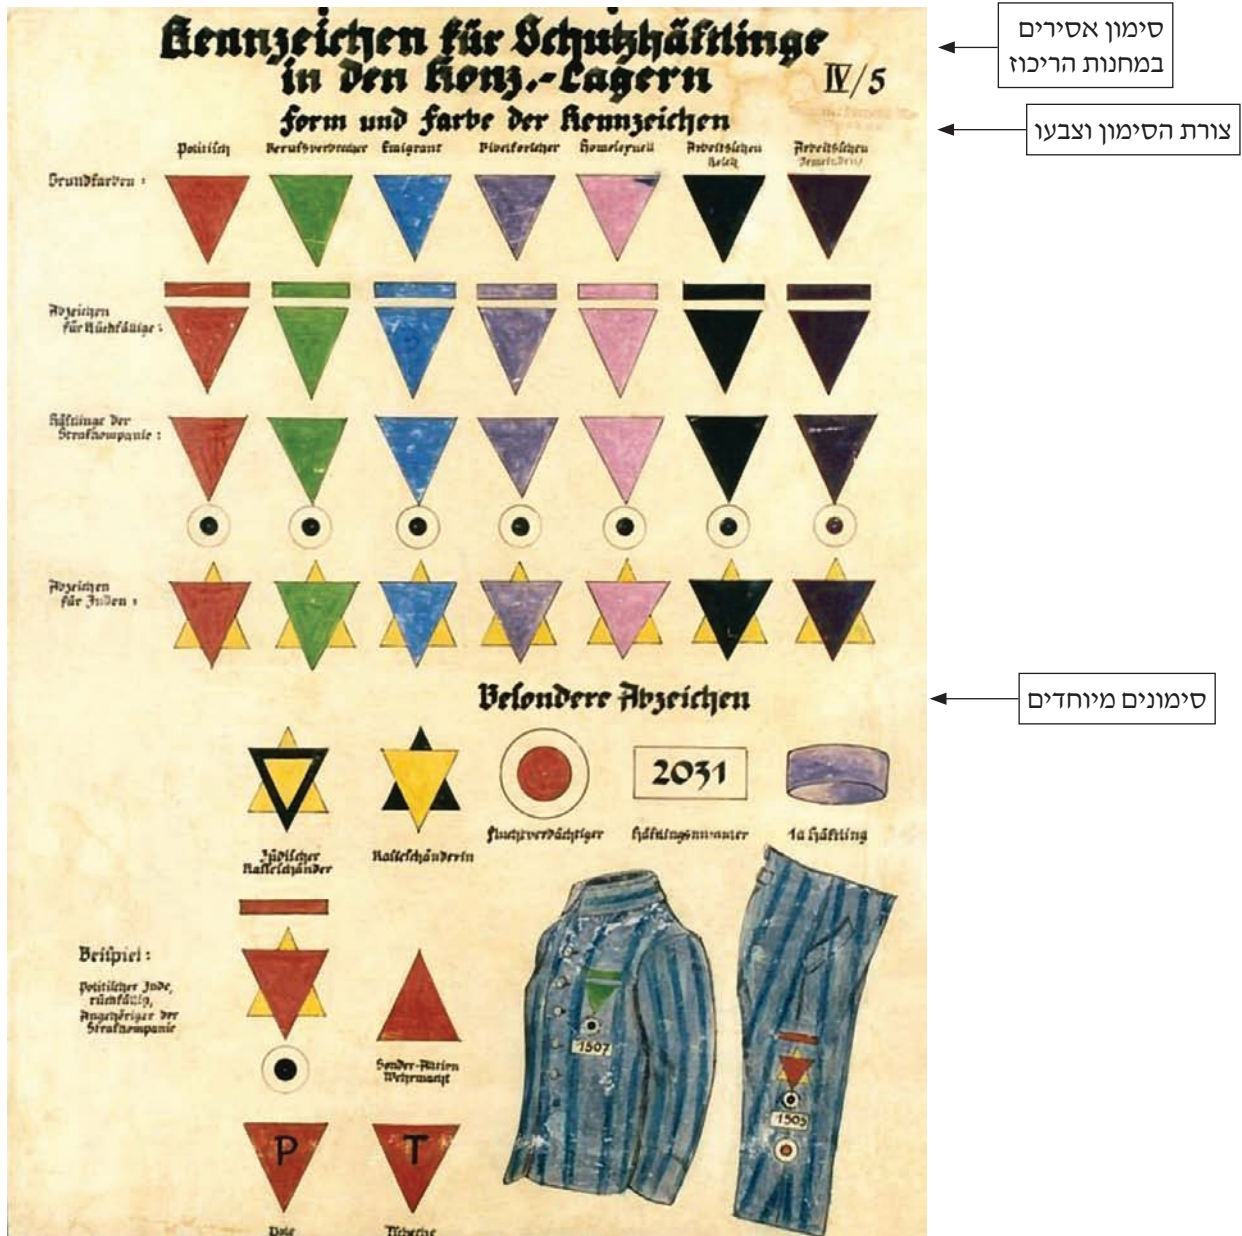 Kennzeichen für Schutzhäftlinge
in den Konz.-Lagern
IV/5
Form und Farbe der Kennzeichen
סימון אסירים
במחנות הריכוז
צורת הסימון וצבעו
Politisch Berufsverbrecher Emigrant Bibelforscher Homosexuell Arbeitsscheu Arbeitsscheu
Reich
Grundfarben :
Abzeichen
für Rückfällige :
Häftlinge der
Strafkompanie :
Abzeichen
für Juden :
Besondere Abzeichen
סימונים מיוחדים
2031
Jüdischer
Rasseschänder
Rasseschänderin
Fluchtverdächtiger
Häftlingsnummer
1a Häftling
Beispiel :
Politischer Jude,
rückfällig,
Angehöriger der
Strafkompanie
Sonder-Aktion
Wehrmacht
1507
1505
P
T
Pole
Tscheche